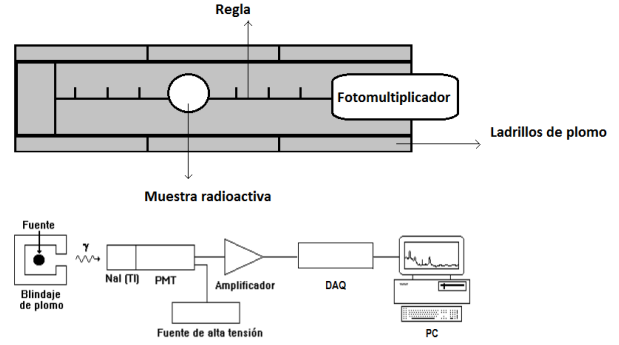 Regla
Fotomultiplicador
Ladrillos de plomo
Muestra radioactiva
Fuente
γ
Blindaje
de plomo
NaI (Tl)
PMT
Amplificador
DAQ
Fuente de alta tensión
PC